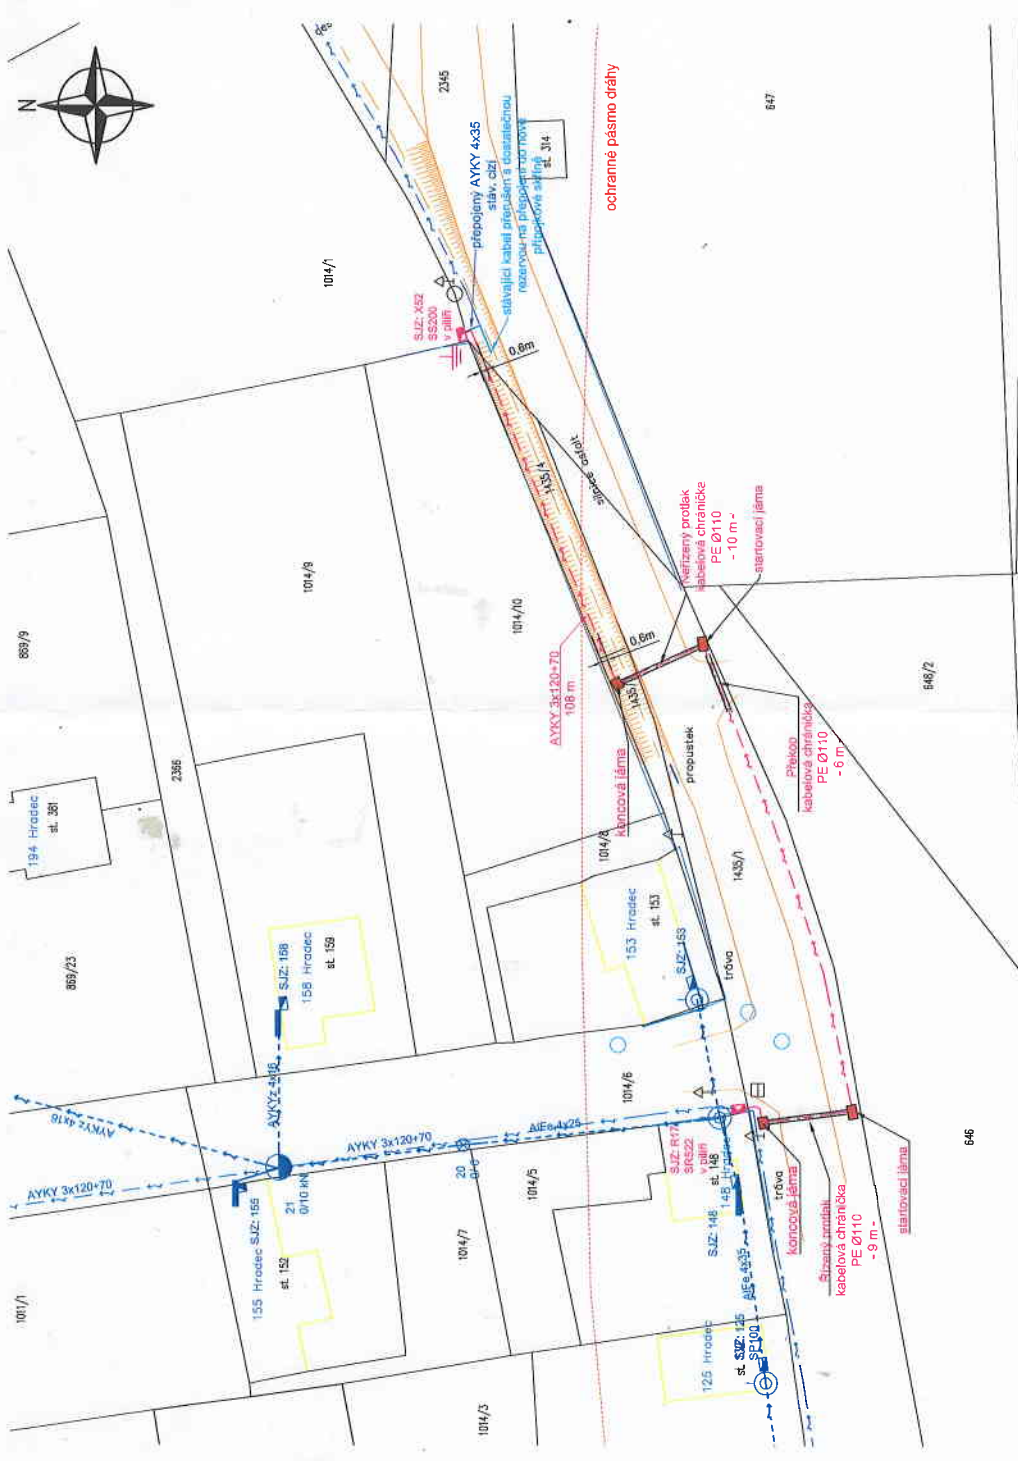 N
2345
ochranné pásmo dráhy
647
přepojený AYKY 4x35
stáv. cizí
stávající kabel přerušen s dostatečnou
rezervou na přepojení do nové
přípojkové skříně
st. 314
1014/1
SJZ: X52
SS200
v pilíři
0,6m
1435/4
silnice asfalt
Neřízený protlak
kabelová chránička
PE Ø110
- 10 m -
startovací jáma
869/9
1014/9
1014/10
0,6m
AYKY 3x120+70
108 m
648/2
2366
194 Hradec
st. 381
koncová jáma
propustek
Překop
kabelová chránička
PE Ø110
- 6 m -
1014/8
1435/1
869/23
SJZ: 158
158 Hradec
st. 159
153 Hradec
st. 153
SJZ: 153
tráva
AYKYz 4x16
AYKYz 4x16
AYKY 3x120+70
AlFe 4x25
1014/6
AYKY 3x120+70
21
0/10 kN
20
1014/5
SJZ: R17
SR522
v pilíři
st. 148
148 Hradec
SJZ: 148
tráva
koncová jáma
Řízený protlak
kabelová chránička
PE Ø110
- 9 m -
startovací jáma
646
1011/1
155 Hradec SJZ: 155
st. 152
1014/7
AlFe 4x35
125 Hradec
SJZ: 125
SP100
st.
1014/3